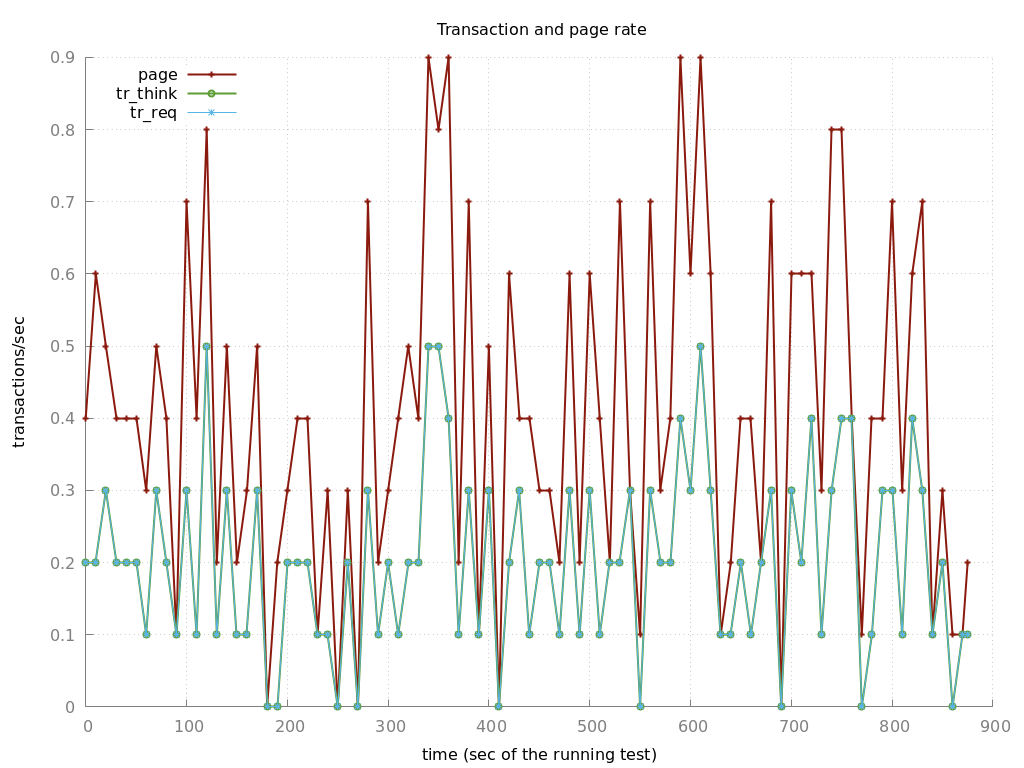 Transaction and page rate
page
tr_think
tr_req
transactions/sec
0.9
0.8
0.7
0.6
0.5
0.4
0.3
0.2
0.1
0
0 100 200 300 400 500 600 700 800 900
time (sec of the running test)